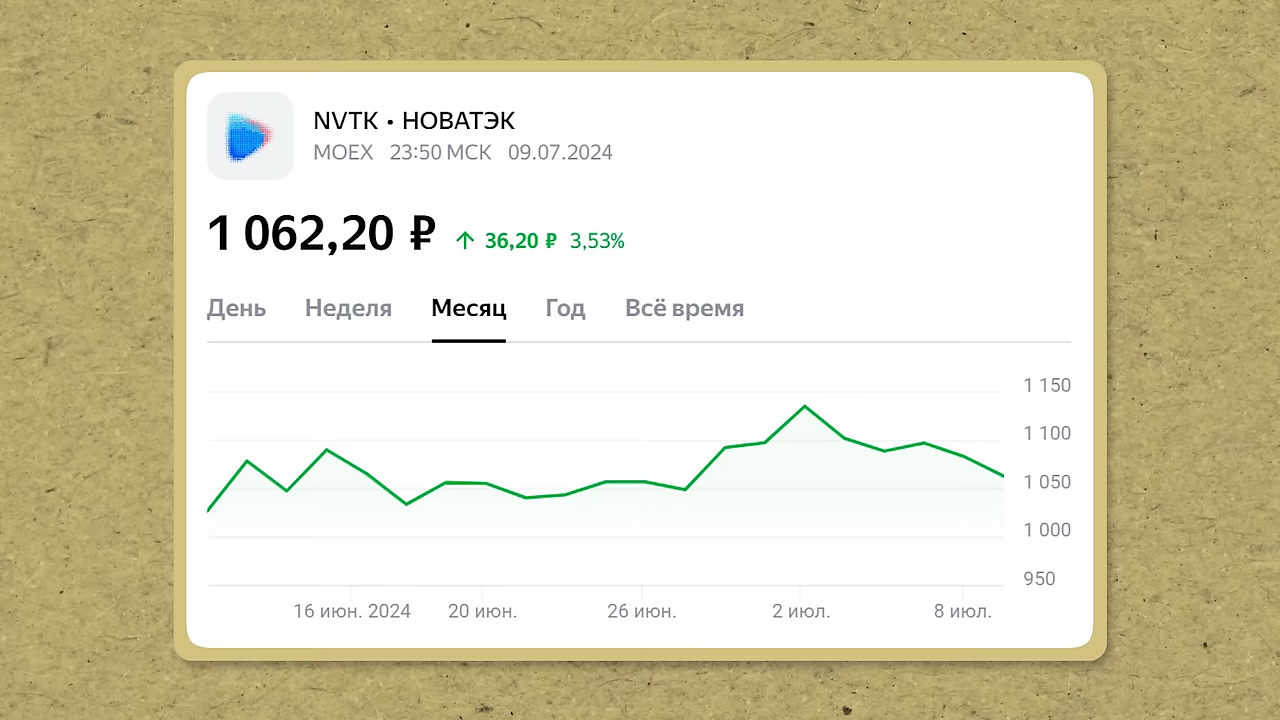 NVTK • НОВАТЭК
MOEX 23:50 МСК 09.07.2024
1 062,20 ₽ ↑ 36,20 ₽ 3,53%
День Неделя Месяц Год Всё время
1 150
1 100
1 050
1 000
950
16 июн. 2024 20 июн. 26 июн. 2 июл. 8 июл.